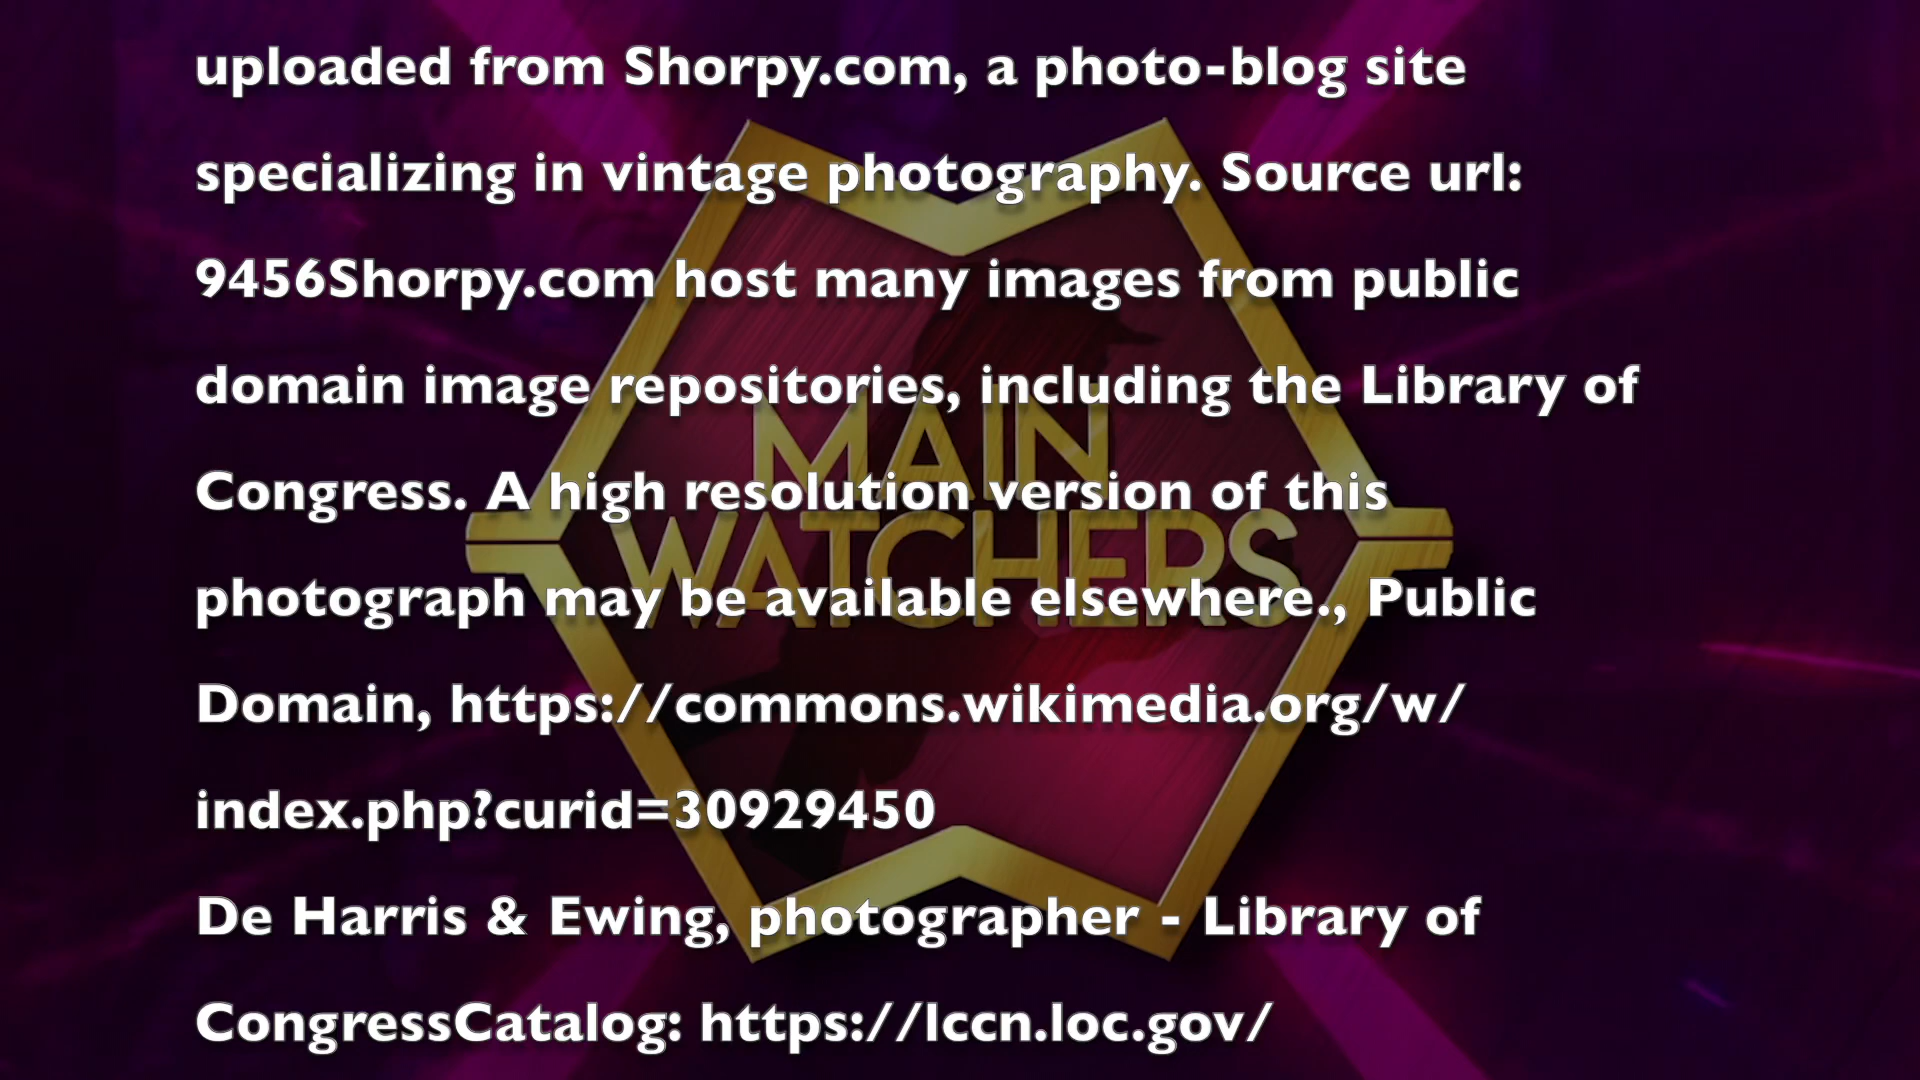 uploaded from Shorpy.com, a photo-blog site
specializing in vintage photography. Source url:
9456Shorpy.com host many images from public
domain image repositories, including the Library of
Congress. A high resolution version of this
photograph may be available elsewhere., Public
Domain, https://commons.wikimedia.org/w/
index.php?curid=30929450
De Harris & Ewing, photographer - Library of
CongressCatalog: https://lccn.loc.gov/
MAIN
WATCHERS